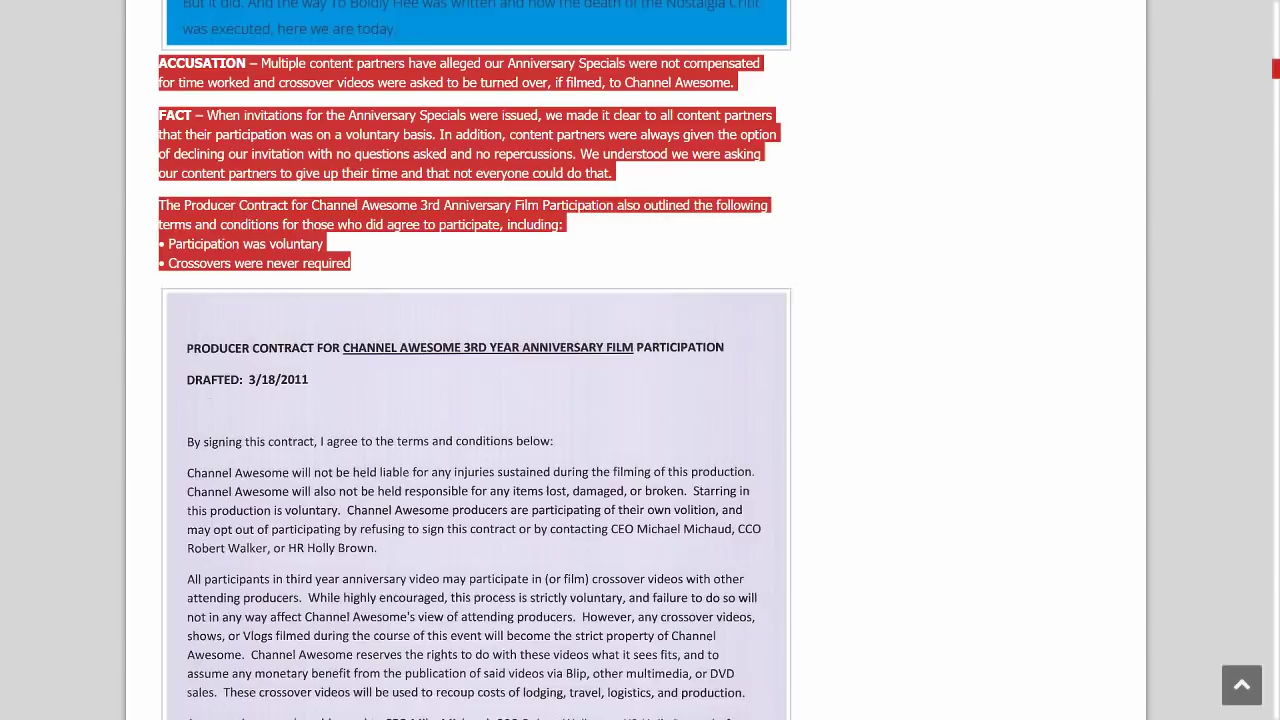 But it did. And the way To Boldly Flee was written and how the death of the Nostalgia Critic
was executed, here we are today.
ACCUSATION – Multiple content partners have alleged our Anniversary Specials were not compensated
for time worked and crossover videos were asked to be turned over, if filmed, to Channel Awesome.
FACT – When invitations for the Anniversary Specials were issued, we made it clear to all content partners
that their participation was on a voluntary basis. In addition, content partners were always given the option
of declining our invitation with no questions asked and no repercussions. We understood we were asking
our content partners to give up their time and that not everyone could do that.
The Producer Contract for Channel Awesome 3rd Anniversary Film Participation also outlined the following
terms and conditions for those who did agree to participate, including:
• Participation was voluntary
• Crossovers were never required
PRODUCER CONTRACT FOR CHANNEL AWESOME 3RD YEAR ANNIVERSARY FILM PARTICIPATION
DRAFTED: 3/18/2011
By signing this contract, I agree to the terms and conditions below:
Channel Awesome will not be held liable for any injuries sustained during the filming of this production.
Channel Awesome will also not be held responsible for any items lost, damaged, or broken. Starring in
this production is voluntary. Channel Awesome producers are participating of their own volition, and
may opt out of participating by refusing to sign this contract or by contacting CEO Michael Michaud, CCO
Robert Walker, or HR Holly Brown.
All participants in third year anniversary video may participate in (or film) crossover videos with other
attending producers. While highly encouraged, this process is strictly voluntary, and failure to do so will
not in any way affect Channel Awesome's view of attending producers. However, any crossover videos,
shows, or Vlogs filmed during the course of this event will become the strict property of Channel
Awesome. Channel Awesome reserves the rights to do with these videos what it sees fits, and to
assume any monetary benefit from the publication of said videos via Blip, other multimedia, or DVD
sales. These crossover videos will be used to recoup costs of lodging, travel, logistics, and production.